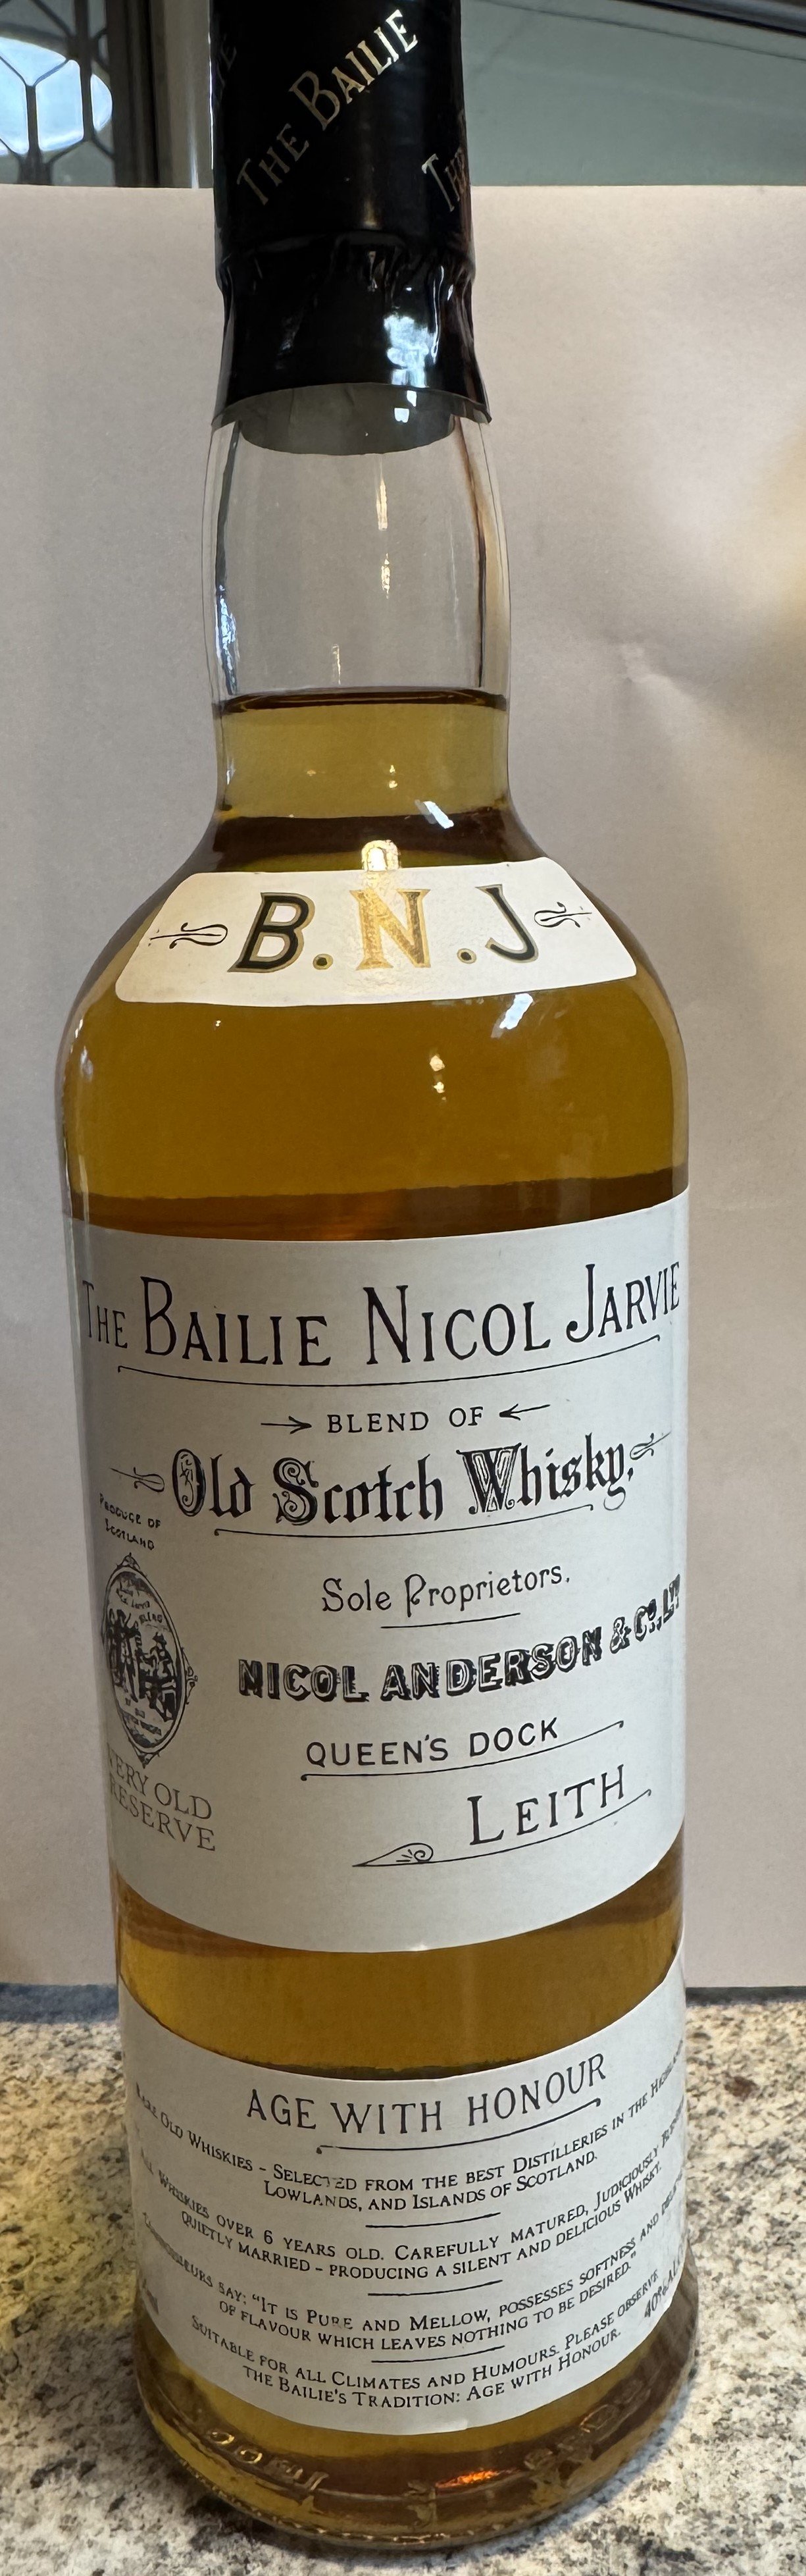 THE BAILIE
THE
B.N.J
THE BAILIE NICOL JARVIE
BLEND OF
Old Scotch Whisky,
PRODUCE OF
SCOTLAND
Sole Proprietors.
NICOL ANDERSON & CO., LTD
QUEEN'S DOCK
LEITH
VERY OLD
RESERVE
AGE WITH HONOUR
RARE OLD WHISKIES - SELECTED FROM THE BEST DISTILLERIES IN THE
LOWLANDS, AND ISLANDS OF SCOTLAND.
ALL WHISKIES OVER 6 YEARS OLD. CAREFULLY MATURED, JUDICIOUSLY
QUIETLY MARRIED - PRODUCING A SILENT AND DELICIOUS WHISKY.
CONNOISSEURS SAY: "IT IS PURE AND MELLOW, POSSESSES SOFTNESS AND
OF FLAVOUR WHICH LEAVES NOTHING TO BE DESIRED."
SUITABLE FOR ALL CLIMATES AND HUMOURS. PLEASE OBSERVE
THE BAILIE'S TRADITION: AGE WITH HONOUR.
40%